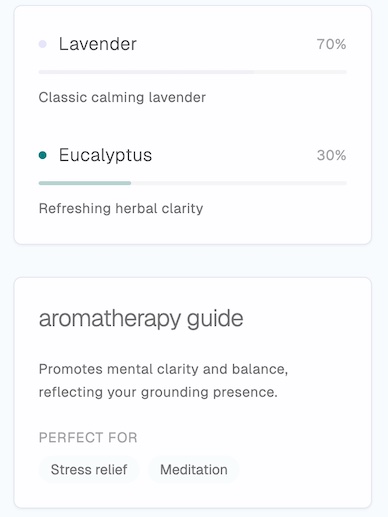 Lavender 70%
Classic calming lavender
Eucalyptus 30%
Refreshing herbal clarity
aromatherapy guide
Promotes mental clarity and balance,
reflecting your grounding presence.
PERFECT FOR
Stress relief Meditation